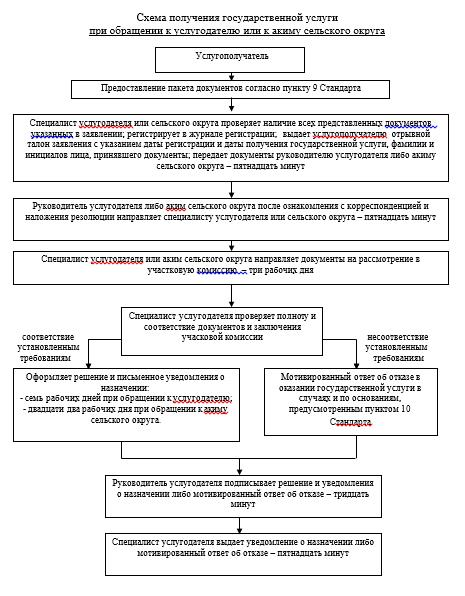 Схема получения государственной услуги
при обращении к услугодателю или к акиму сельского округа
Услугополучатель
Предоставление пакета документов согласно пункту 9 Стандарта
Специалист услугодателя или сельского округа проверяет наличие всех представленных документов,
указанных в заявлении; регистрирует в журнале регистрации; выдает услугополучателю отрывной
талон заявления с указанием даты регистрации и даты получения государственной услуги, фамилии и
инициалов лица, принявшего документы; передает документы руководителю услугодателя либо акиму
сельского округа – пятнадцать минут
Руководитель услугодателя либо аким сельского округа после ознакомления с корреспонденцией и
наложения резолюции направляет специалисту услугодателя или сельского округа – пятнадцать минут
Специалист услугодателя или аким сельского округа направляет документы на рассмотрение в
участковую комиссию – три рабочих дня
Специалист услугодателя проверяет полноту и
соответствие документов и заключения
учасковой комиссии
соответствие
установленным
требованиям
несоответствие
установленным
требованиям
Оформляет решение и письменное уведомления о
назначении:
- семь рабочих дней при обращении к услугодателю;
- двадцати два рабочих дня при обращении к акиму
сельского округа.
Мотивированный ответ об отказе в
оказании государственной услуги в
случаях и по основаниям,
предусмотренным пунктом 10
Стандарта
Руководитель услугодателя подписывает решение и уведомления
о назначении либо мотивированный ответ об отказе – тридцать
минут
Специалист услугодателя выдает уведомление о назначении либо
мотивированный ответ об отказе – пятнадцать минут